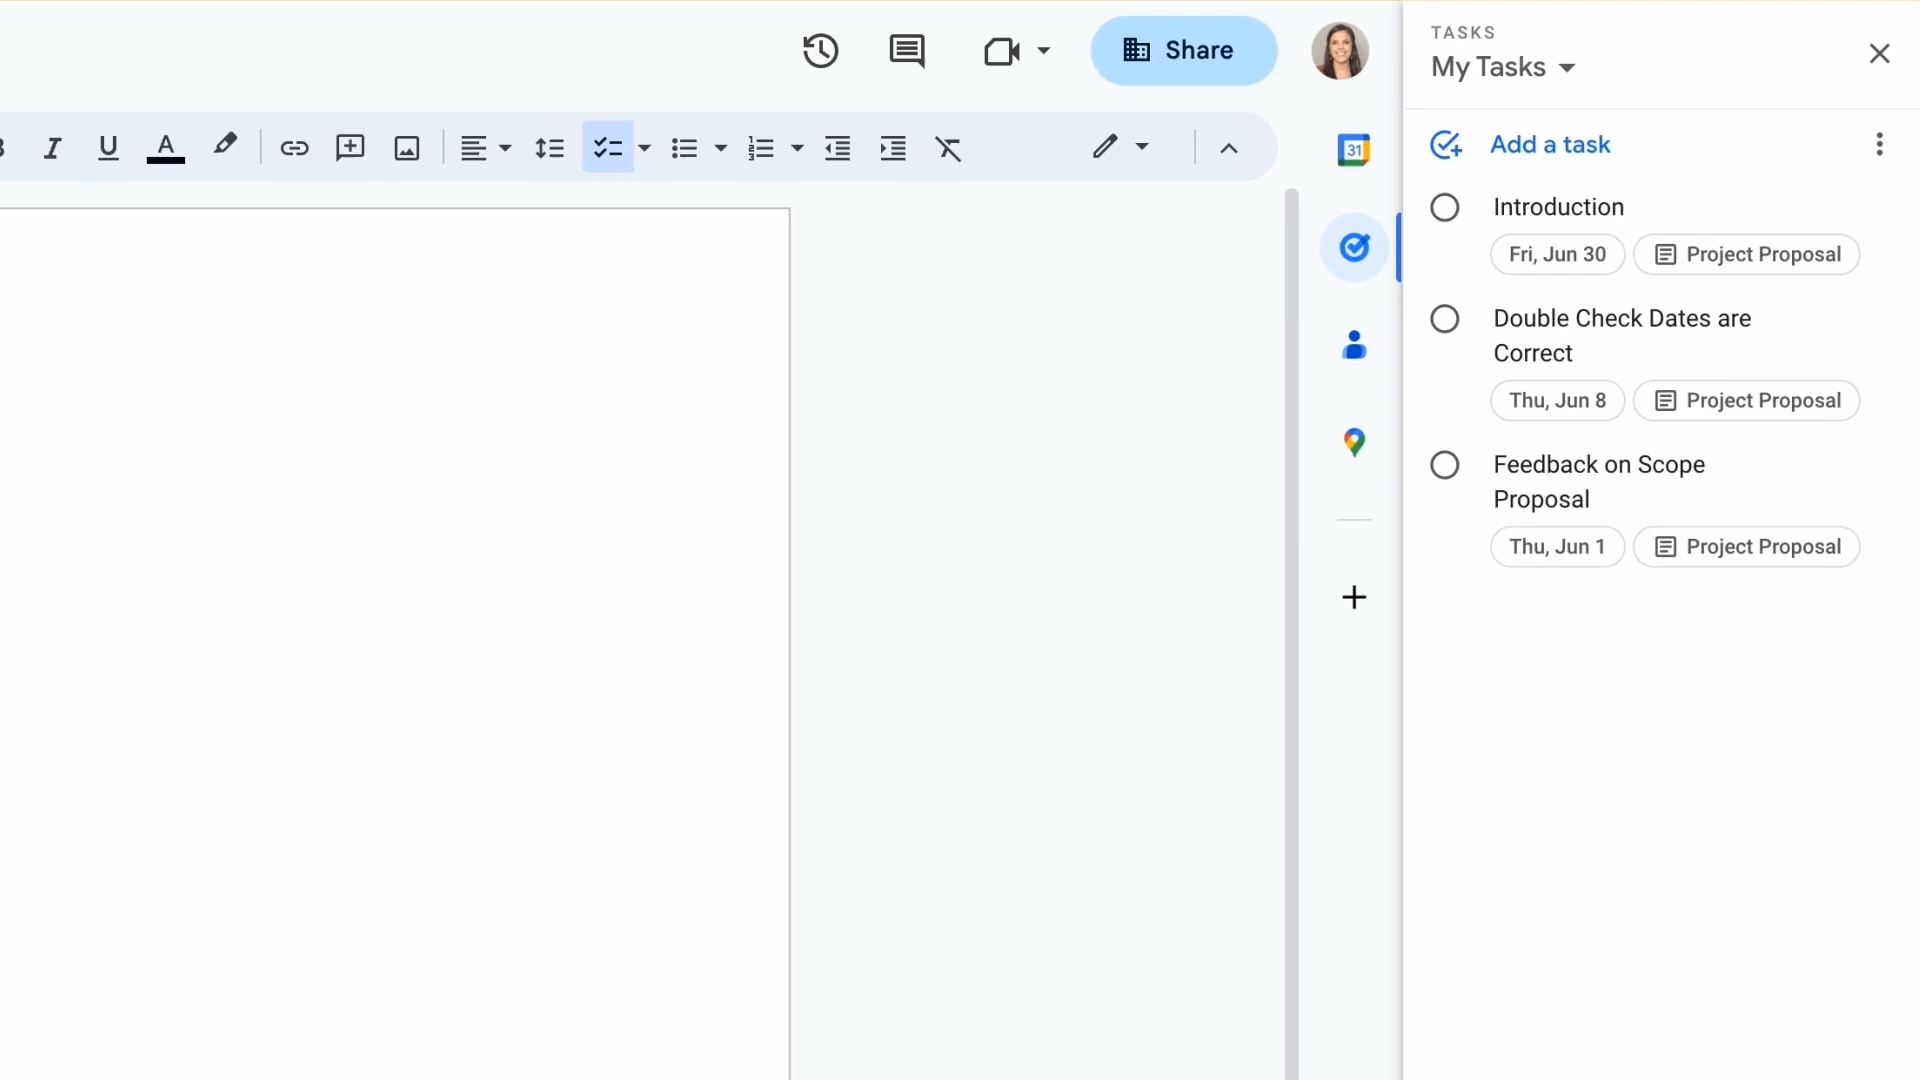 TASKS
My Tasks
Share
A
31
Add a task
Introduction
Fri, Jun 30
Project Proposal
Double Check Dates are
Correct
Thu, Jun 8
Project Proposal
Feedback on Scope
Proposal
Thu, Jun 1
Project Proposal